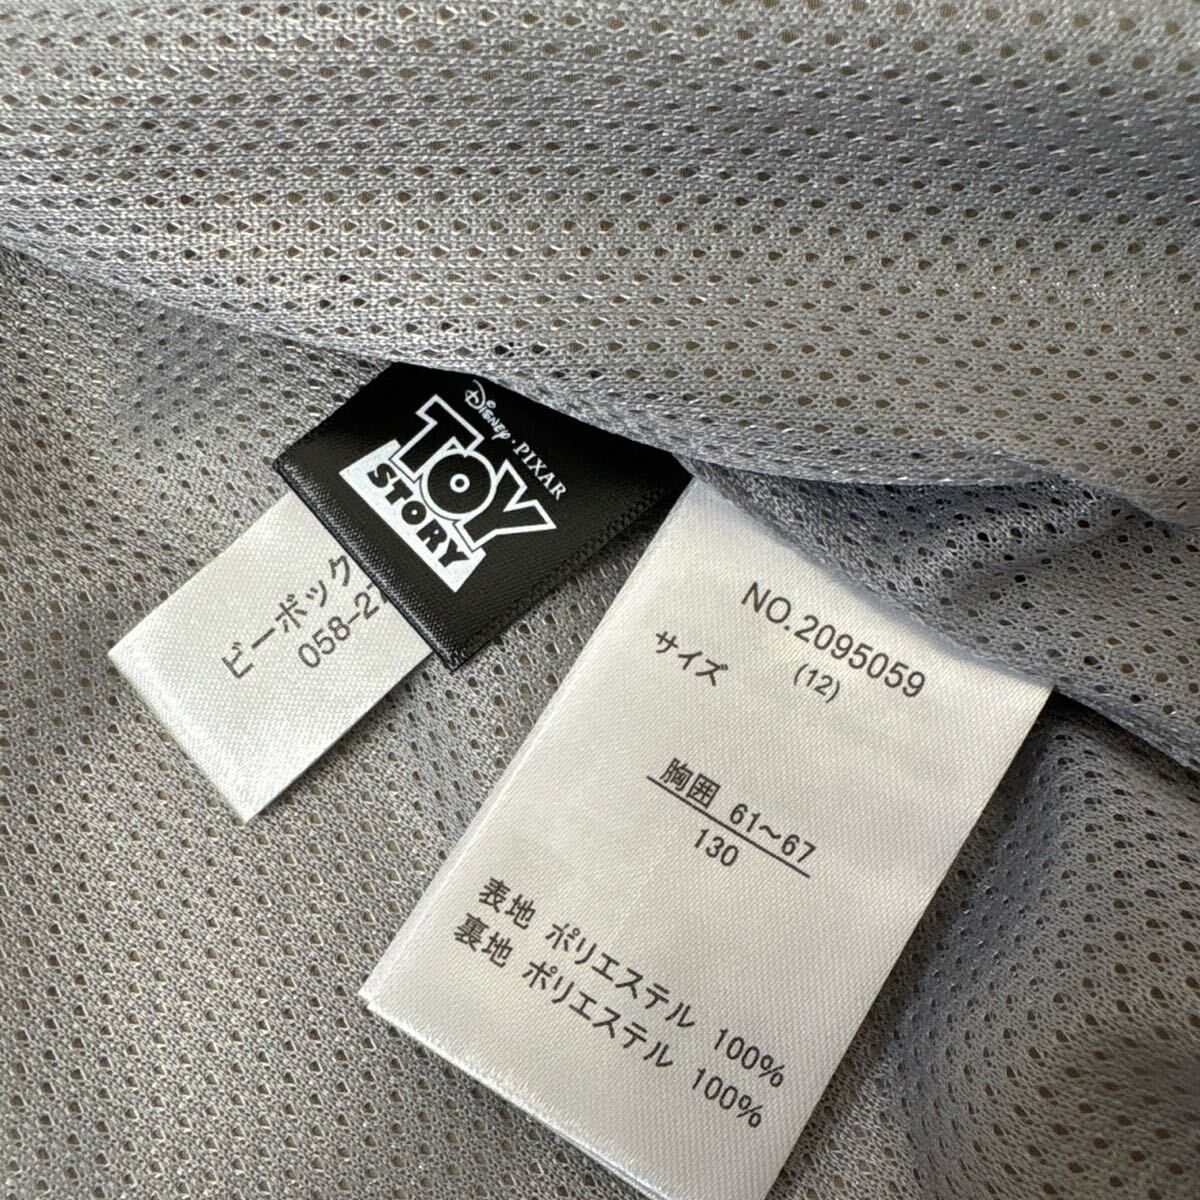 Disney・PIXAR
TOY
STORY
ビーボック
058-2
NO.2095059
サイズ (12)
胸囲 61～67
130
表地 ポリエステル 100%
裏地 ポリエステル 100%